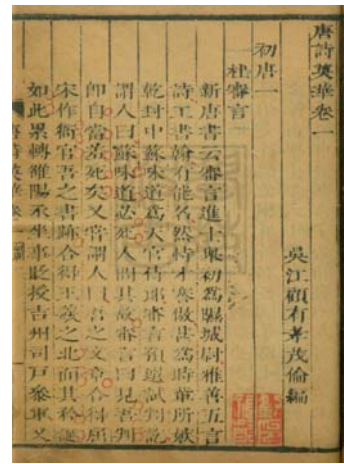 唐詩英華卷一
吳江顧有孝茂倫編
初唐一
杜審言
新唐書云審言進士舉初爲隰城尉雅善五言
詩工書翰有能名然恃才謇傲甚爲時輩所嫉
乾封中蘇味道爲天官侍郎審言預選試判訖
謂人曰蘇味道必死人問其故審言曰見吾判
即自當羞死矣又嘗謂人曰吾之文章合得屈
宋作衙官吾之書跡合得王羲之北面其矜誕
如此累轉雒陽丞坐事貶授吉州司戶參軍又